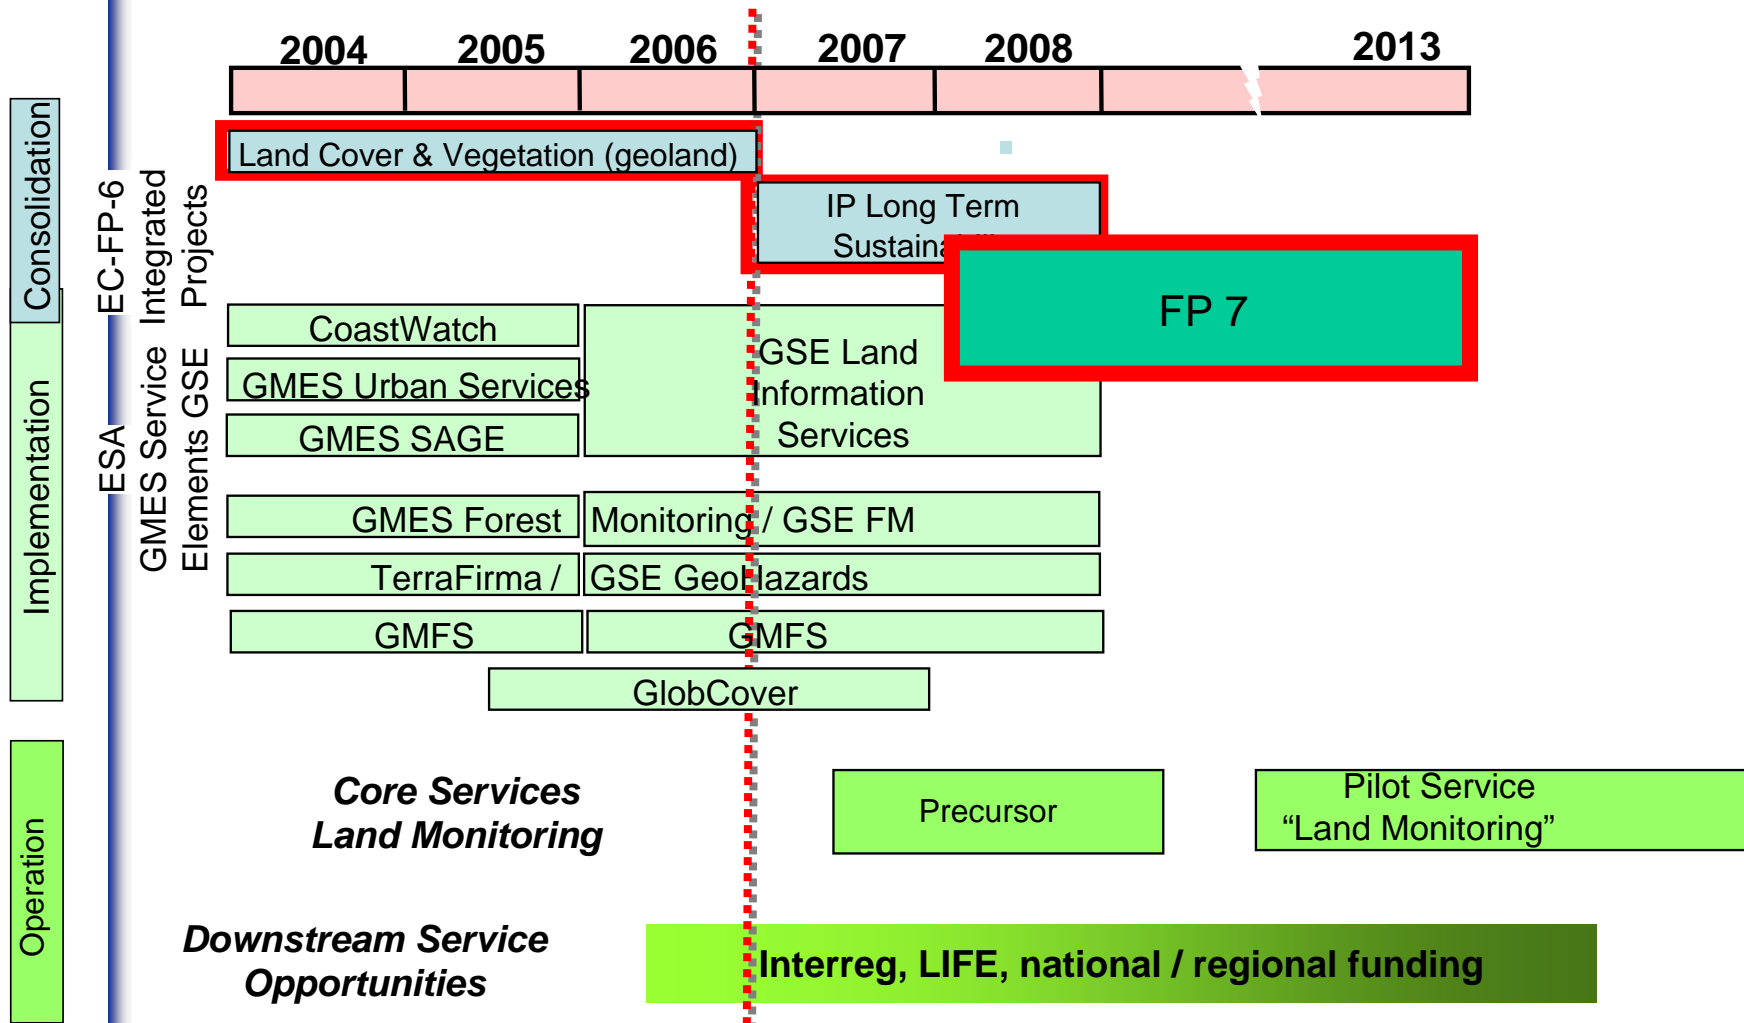 2004 2005 2006 2007 2008 2013
Consolidation
EC-FP-6
Integrated
Projects
Land Cover & Vegetation (geoland)
IP Long Term
FP 7
Implementation
ESA
GMES Service
Elements GSE
CoastWatch
GMES Urban Services
GMES SAGE
GSE Land
Information
Services
GMES Forest Monitoring / GSE FM
TerraFirma / GSE GeoHazards
GMFS GMFS
GlobCover
Operation
Core Services
Land Monitoring
Precursor
Pilot Service
“Land Monitoring”
Downstream Service
Opportunities
Interreg, LIFE, national / regional funding